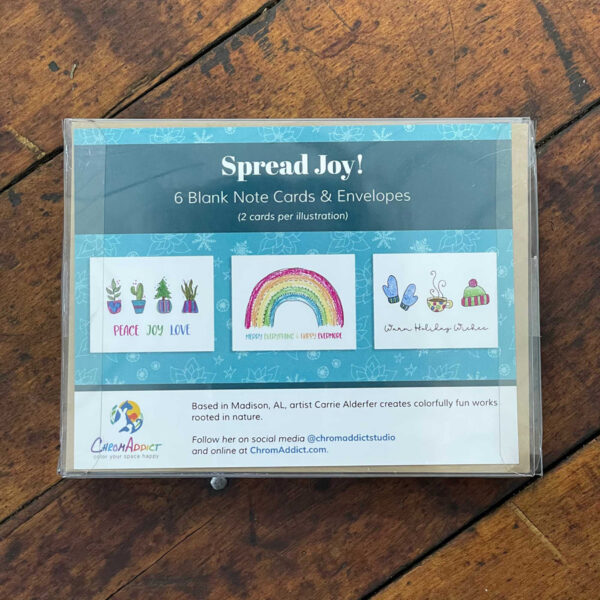 Spread Joy!
6 Blank Note Cards & Envelopes
(2 cards per illustration)
PEACE JOY LOVE
MERRY EVERYTHING & HAPPY EVERMORE
Warm Holiday Wishes
Based in Madison, AL, artist Carrie Alderfer creates colorfully fun works
rooted in nature.
Follow her on social media @chromaddictstudio
and online at ChromAddict.com.
CHROMADDICT
color your space happy